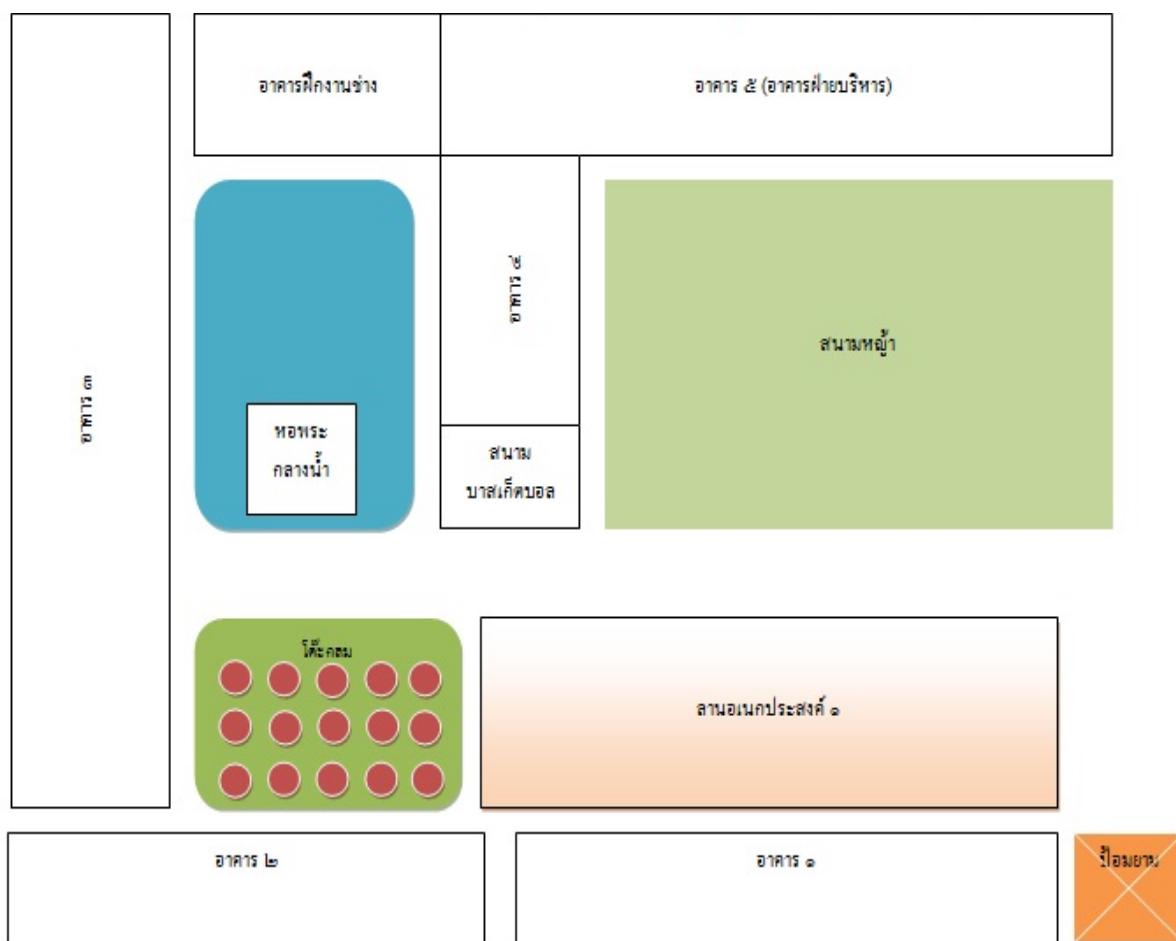 อาคารฝึกงานช่าง
อาคาร ๕ (อาคารฝ่ายบริหาร)
อาคาร ๓
อาคาร ๔
สนามหญ้า
หอพระ
กลางน้ำ
สนาม
บาสเก็ตบอล
โต๊ะกลม
ลานอเนกประสงค์ ๑
อาคาร ๒
อาคาร ๑
ป้อมยาม